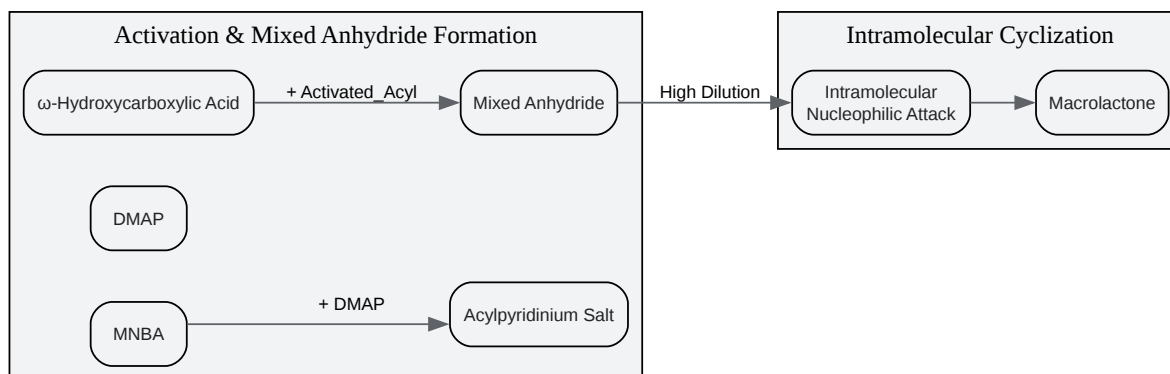 Activation & Mixed Anhydride Formation
Intramolecular Cyclization
ω-Hydroxycarboxylic Acid
+ Activated_Acyl
Mixed Anhydride
High Dilution
Intramolecular
Nucleophilic Attack
Macrolactone
DMAP
MNBA
+ DMAP
Acylpyridinium Salt